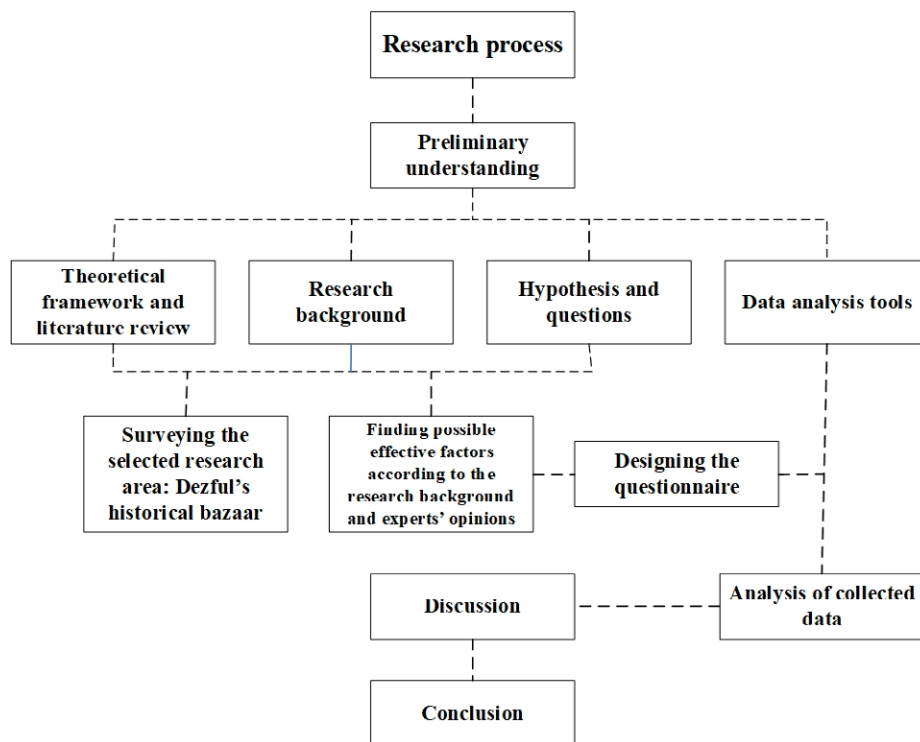 Research process
Preliminary
understanding
Theoretical
framework and
literature review
Research
background
Hypothesis and
questions
Data analysis tools
Surveying the
selected research
area: Dezful's
historical bazaar
Finding possible
effective factors
according to the
research background
and experts' opinions
Designing the
questionnaire
Discussion
Analysis of collected
data
Conclusion